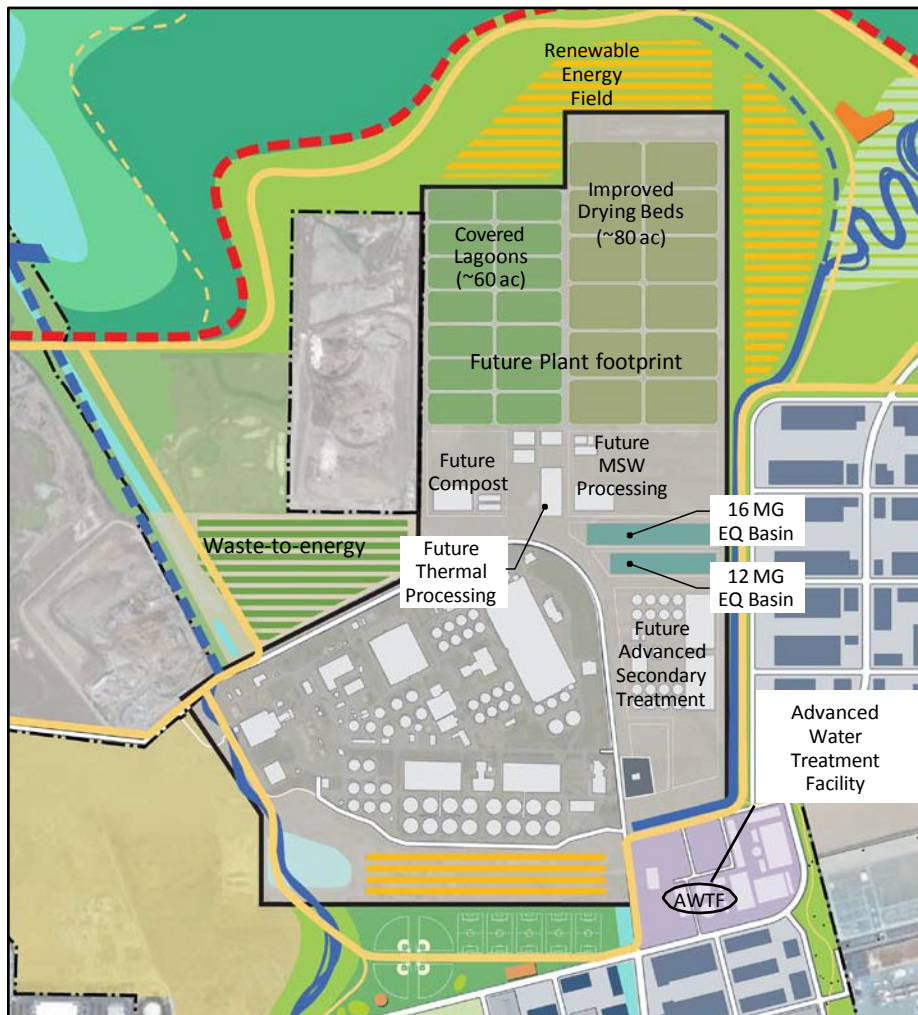 Renewable
Energy
Field
Improved
Drying Beds
(~80 ac)
Covered
Lagoons
(~60 ac)
Future Plant footprint
Future
Compost
Future
MSW
Processing
16 MG
EQ Basin
Waste-to-energy
Future
Thermal
Processing
12 MG
EQ Basin
Future
Advanced
Secondary
Treatment
Advanced
Water
Treatment
Facility
AWTF